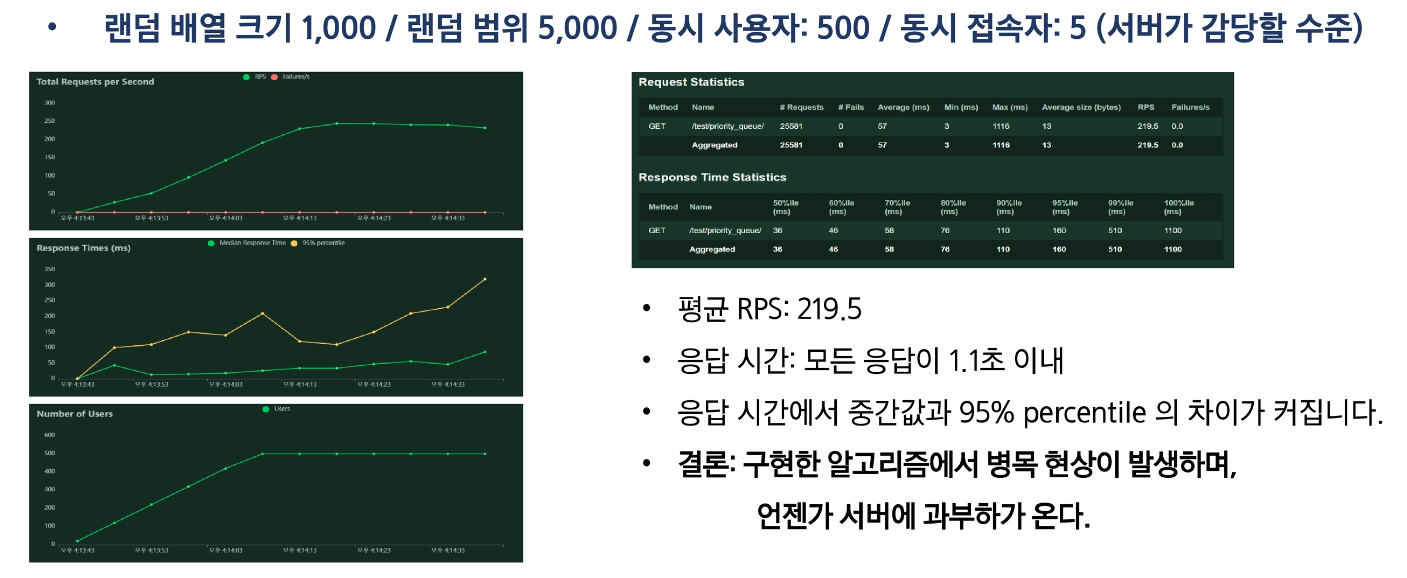 • 랜덤 배열 크기 1,000 / 랜덤 범위 5,000 / 동시 사용자: 500 / 동시 접속자: 5 (서버가 감당할 수준)
Total Requests per Second
RPS Failures/s
300
250
200
150
100
50
0
오후 4:13:43 오후 4:13:53 오후 4:14:03 오후 4:14:13 오후 4:14:23 오후 4:14:33
Response Times (ms)
Median Response Time 95% percentile
350
300
250
200
150
100
50
0
오후 4:13:43 오후 4:13:53 오후 4:14:03 오후 4:14:13 오후 4:14:23 오후 4:14:33
Number of Users
Users
600
500
400
300
200
100
0
오후 4:13:43 오후 4:13:53 오후 4:14:03 오후 4:14:13 오후 4:14:23 오후 4:14:33
Request Statistics
Method Name # Requests # Fails Average (ms) Min (ms) Max (ms) Average size (bytes) RPS Failures/s
GET /test/priority_queue/ 25581 0 57 3 1116 13 219.5 0.0
Aggregated 25581 0 57 3 1116 13 219.5 0.0
Response Time Statistics
Method Name 50%ile (ms) 60%ile (ms) 70%ile (ms) 80%ile (ms) 90%ile (ms) 95%ile (ms) 99%ile (ms) 100%ile (ms)
GET /test/priority_queue/ 36 46 58 76 110 160 510 1100
Aggregated 36 46 58 76 110 160 510 1100
• 평균 RPS: 219.5
• 응답 시간: 모든 응답이 1.1초 이내
• 응답 시간에서 중간값과 95% percentile 의 차이가 커집니다.
• 결론: 구현한 알고리즘에서 병목 현상이 발생하며,
언젠가 서버에 과부하가 온다.